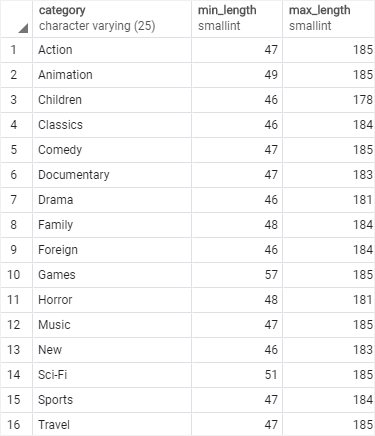 category min_length max_length
character varying (25) smallint smallint
1 Action 47 185
2 Animation 49 185
3 Children 46 178
4 Classics 46 184
5 Comedy 47 185
6 Documentary 47 183
7 Drama 46 181
8 Family 48 184
9 Foreign 46 184
10 Games 57 185
11 Horror 48 181
12 Music 47 185
13 New 46 183
14 Sci-Fi 51 185
15 Sports 47 184
16 Travel 47 185